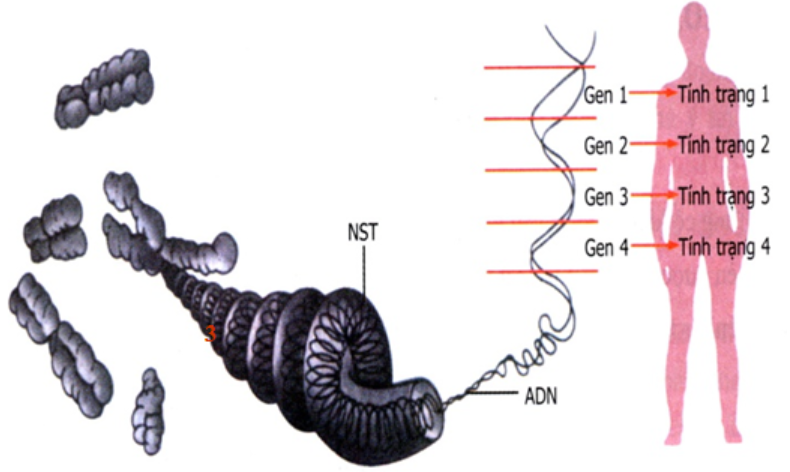 Gen 1 Tính trạng 1
Gen 2 Tính trạng 2
Gen 3 Tính trạng 3
Gen 4 Tính trạng 4
NST
3
ADN